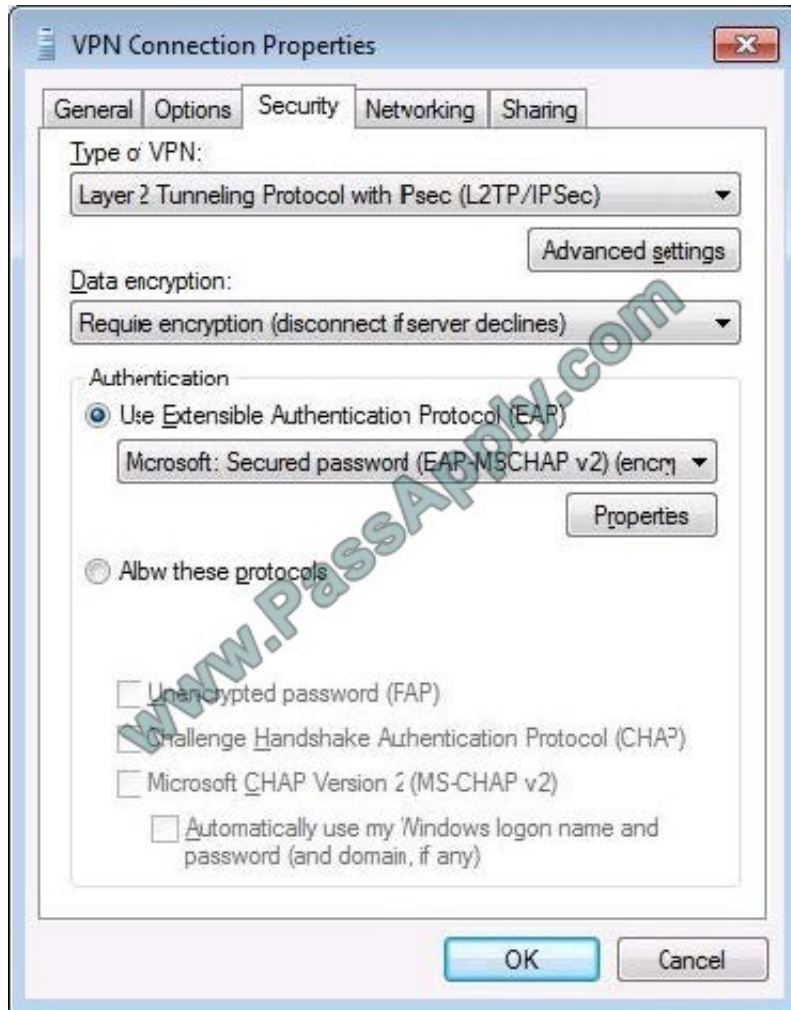 VPN Connection Properties
General Options Security Networking Sharing
Type of VPN:
Layer 2 Tunneling Protocol with IPsec (L2TP/IPSec)
Advanced settings
Data encryption:
Require encryption (disconnect if server declines)
Authentication
Use Extensible Authentication Protocol (EAP)
Microsoft: Secured password (EAP-MSCHAP v2) (encry
Properties
Allow these protocols
Unencrypted password (PAP)
Challenge Handshake Authentication Protocol (CHAP)
Microsoft CHAP Version 2 (MS-CHAP v2)
Automatically use my Windows logon name and
password (and domain, if any)
OK Cancel
www.PassApply.com